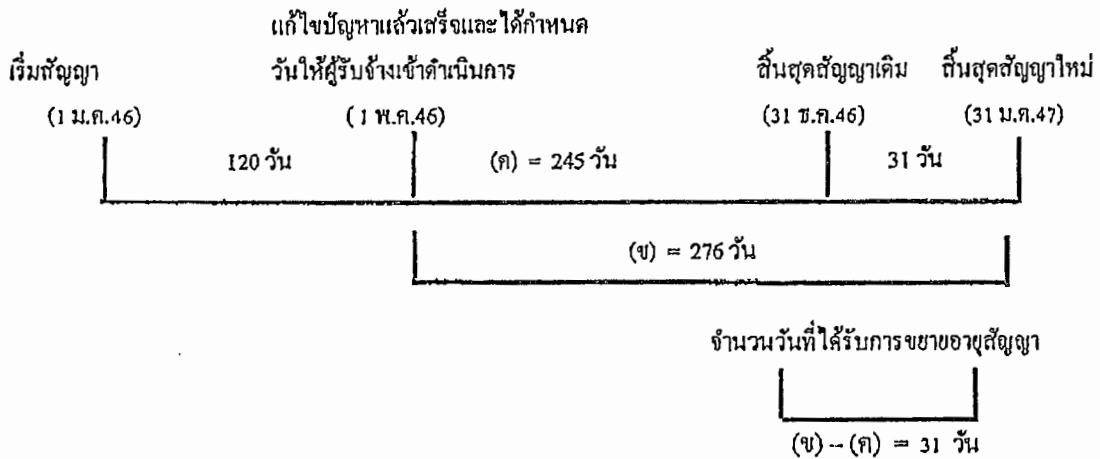 แก้ไขปัญหาแล้วเสร็จและได้กำหนด
เริ่มสัญญา วันให้ผู้รับจ้างเข้าดำเนินการ สิ้นสุดสัญญาเดิม สิ้นสุดสัญญาใหม่
(1 ม.ค.46) (1 พ.ค.46) (31 ธ.ค.46) (31 ม.ค.47)
120 วัน (ค) = 245 วัน 31 วัน
(ข) = 276 วัน
จำนวนวันที่ได้รับการขยายอายุสัญญา
(ข) – (ค) = 31 วัน